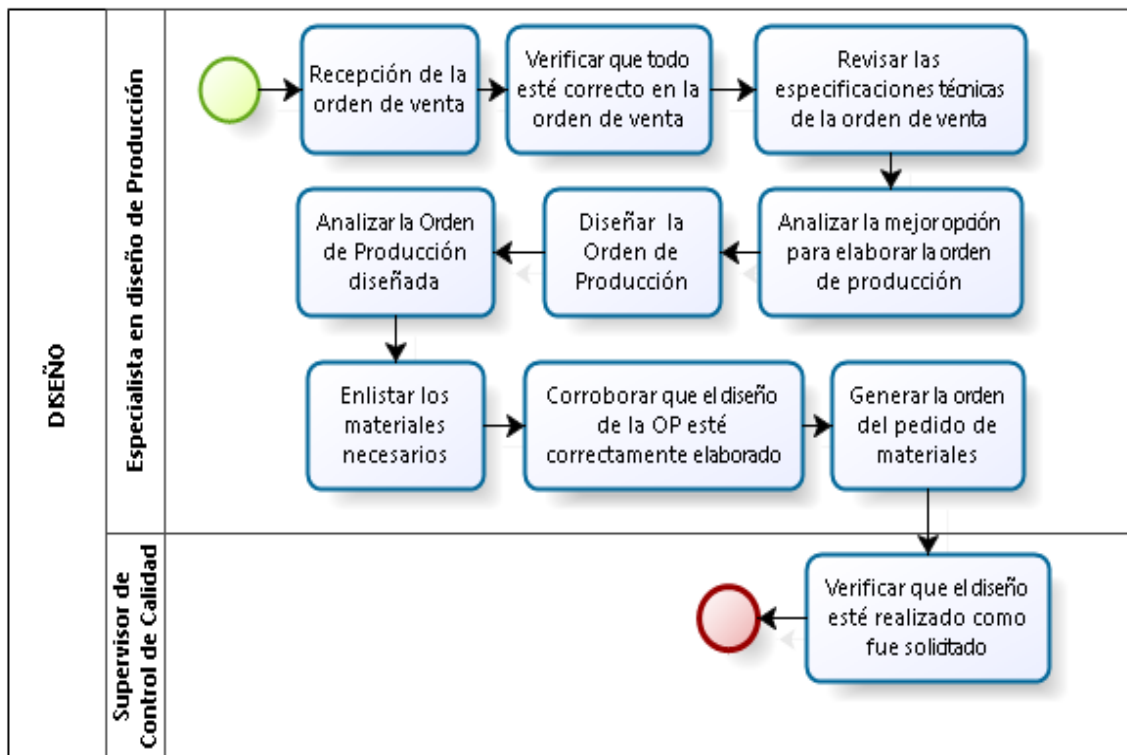 DISEÑO
Especialista en diseño de Producción
Recepción de la
orden de venta
Verificar que todo
esté correcto en la
orden de venta
Revisar las
especificaciones técnicas
de la orden de venta
Analizar la mejor opción
para elaborar la orden
de producción
Diseñar la
Orden de
Producción
Analizar la Orden
de Producción
diseñada
Enlistar los
materiales
necesarios
Corroborar que el diseño
de la OP esté
correctamente elaborado
Generar la orden
del pedido de
materiales
Supervisor de
Control de Calidad
Verificar que el diseño
esté realizado como
fue solicitado